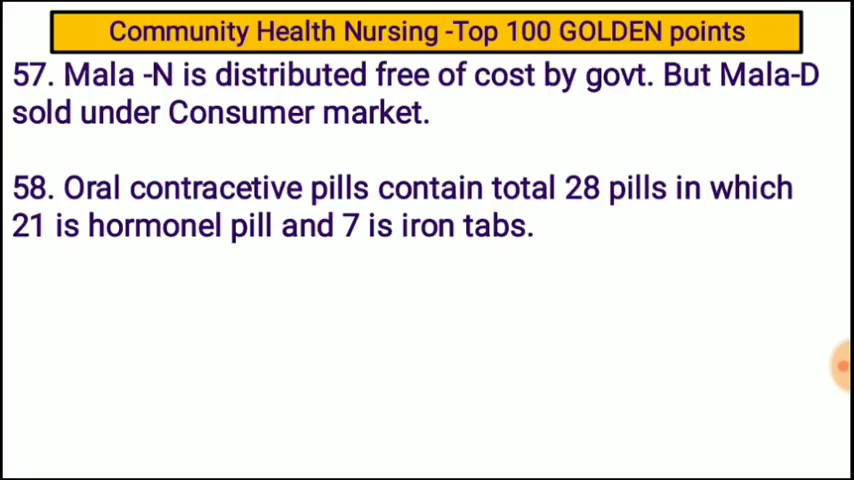 Community Health Nursing -Top 100 GOLDEN points
57. Mala -N is distributed free of cost by govt. But Mala-D
sold under Consumer market.
58. Oral contracetive pills contain total 28 pills in which
21 is hormonel pill and 7 is iron tabs.